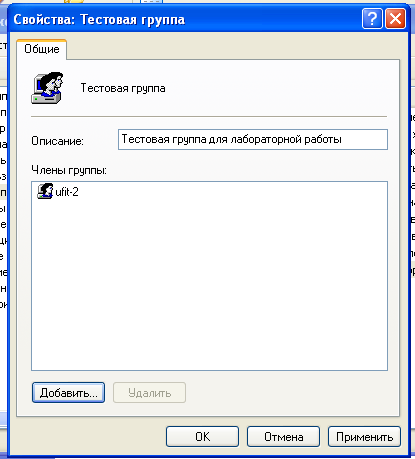 Свойства: Тестовая группа
Общие
Тестовая группа
Описание:
Тестовая группа для лабораторной работы
Члены группы:
ufit-2
Добавить...
Удалить
OK
Отмена
Применить